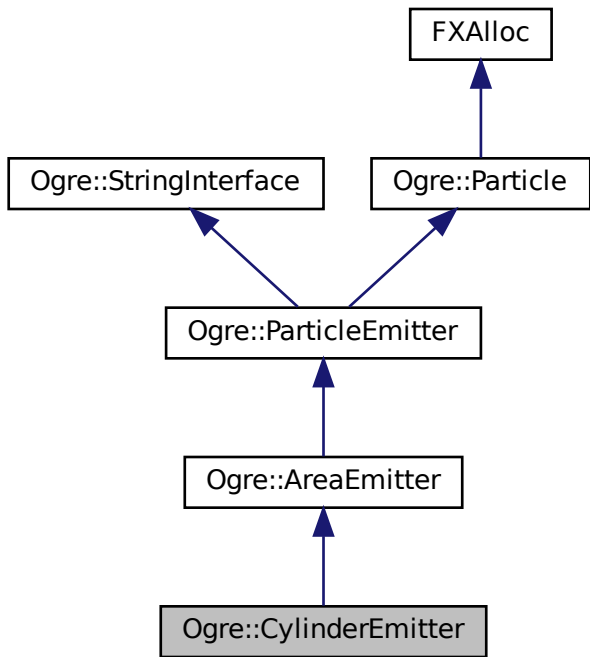 FXAlloc
Ogre::StringInterface
Ogre::Particle
Ogre::ParticleEmitter
Ogre::AreaEmitter
Ogre::CylinderEmitter